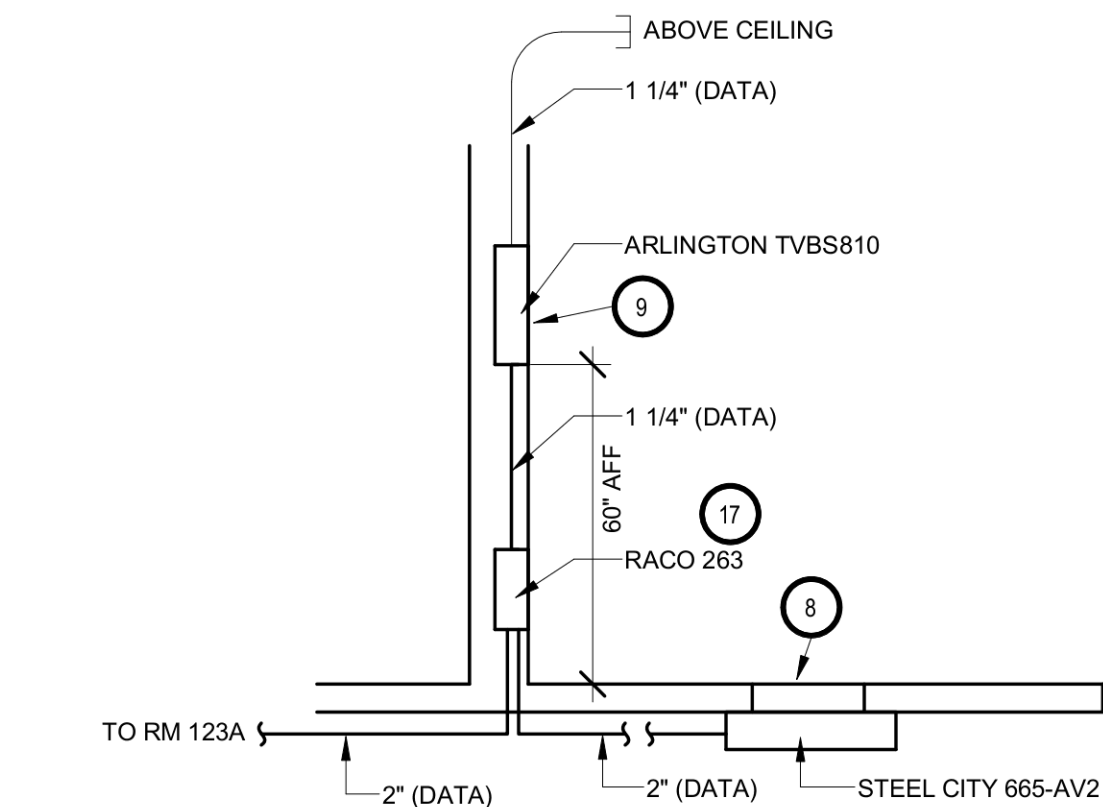 ABOVE CEILING
1 1/4" (DATA)
ARLINGTON TVBS810
9
1 1/4" (DATA)
60" AFF
17
RACO 263
8
TO RM 123A
2" (DATA)
2" (DATA)
STEEL CITY 665-AV2